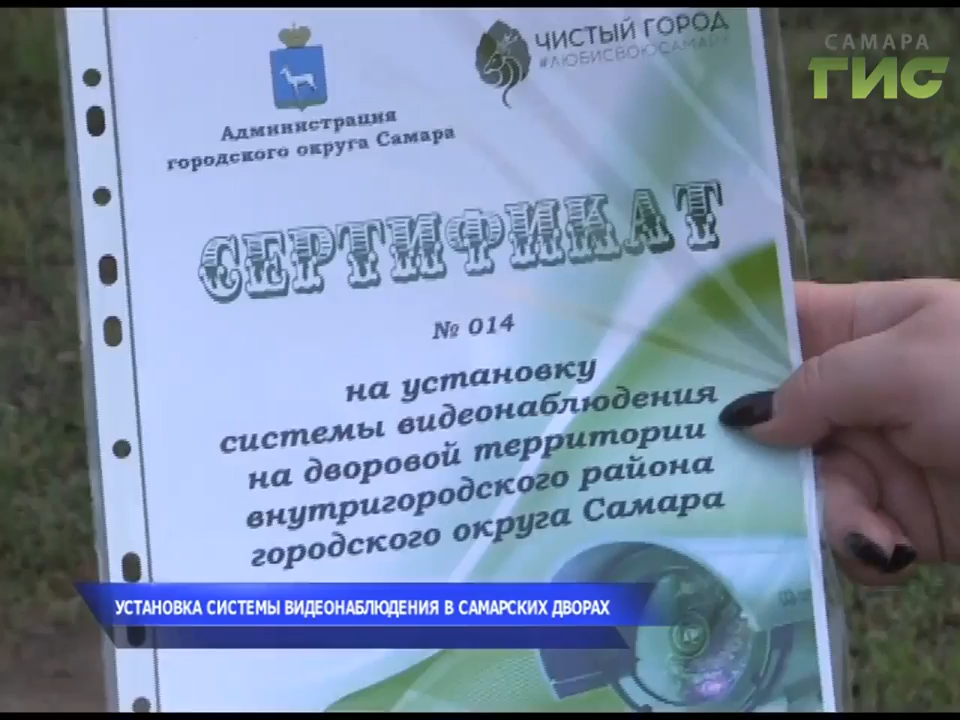 ЧИСТЫЙ ГОРОД
#ЛЮБИСВОЮСАМАРУ
САМАРА
ГИС
Администрация
городского округа Самара
СЕРТИФИКАТ
№ 014
на установку
системы видеонаблюдения
на дворовой территории
внутригородского района
городского округа Самара
УСТАНОВКА СИСТЕМЫ ВИДЕОНАБЛЮДЕНИЯ В САМАРСКИХ ДВОРАХ